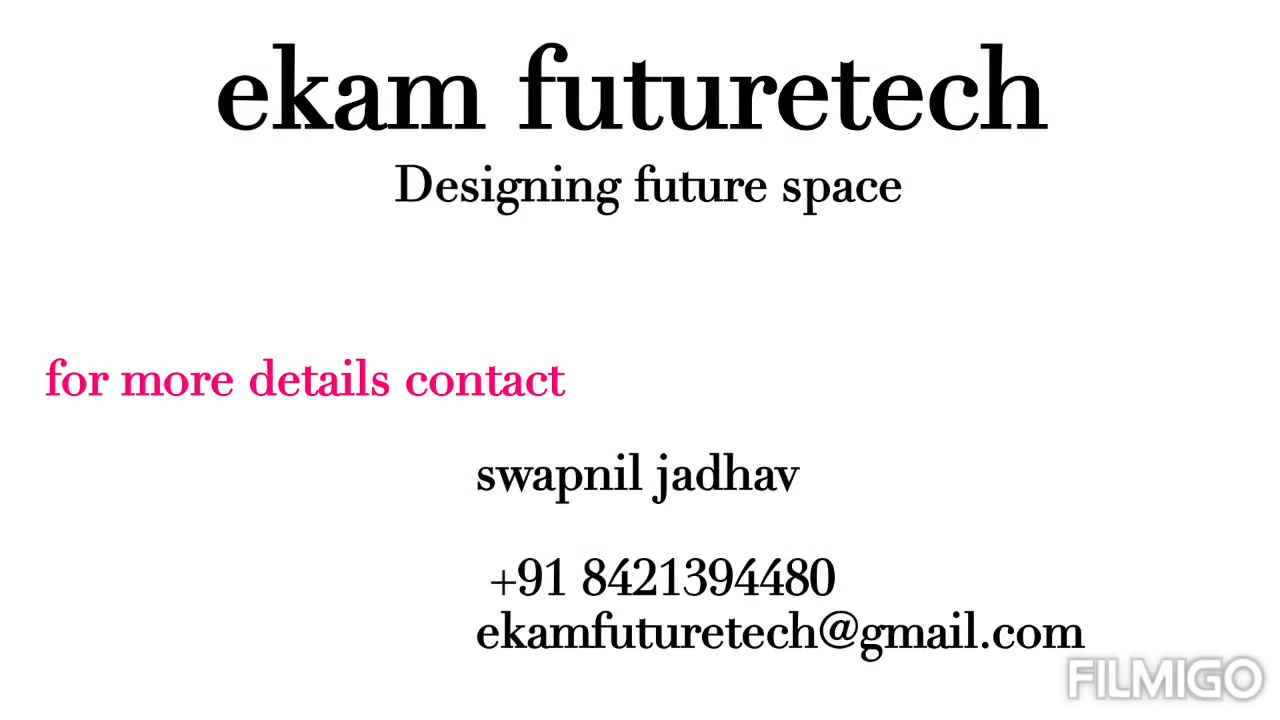 ekam futuretech
Designing future space
for more details contact
swapnil jadhav
+91 8421394480
ekamfuturetech@gmail.com
FILMIGO